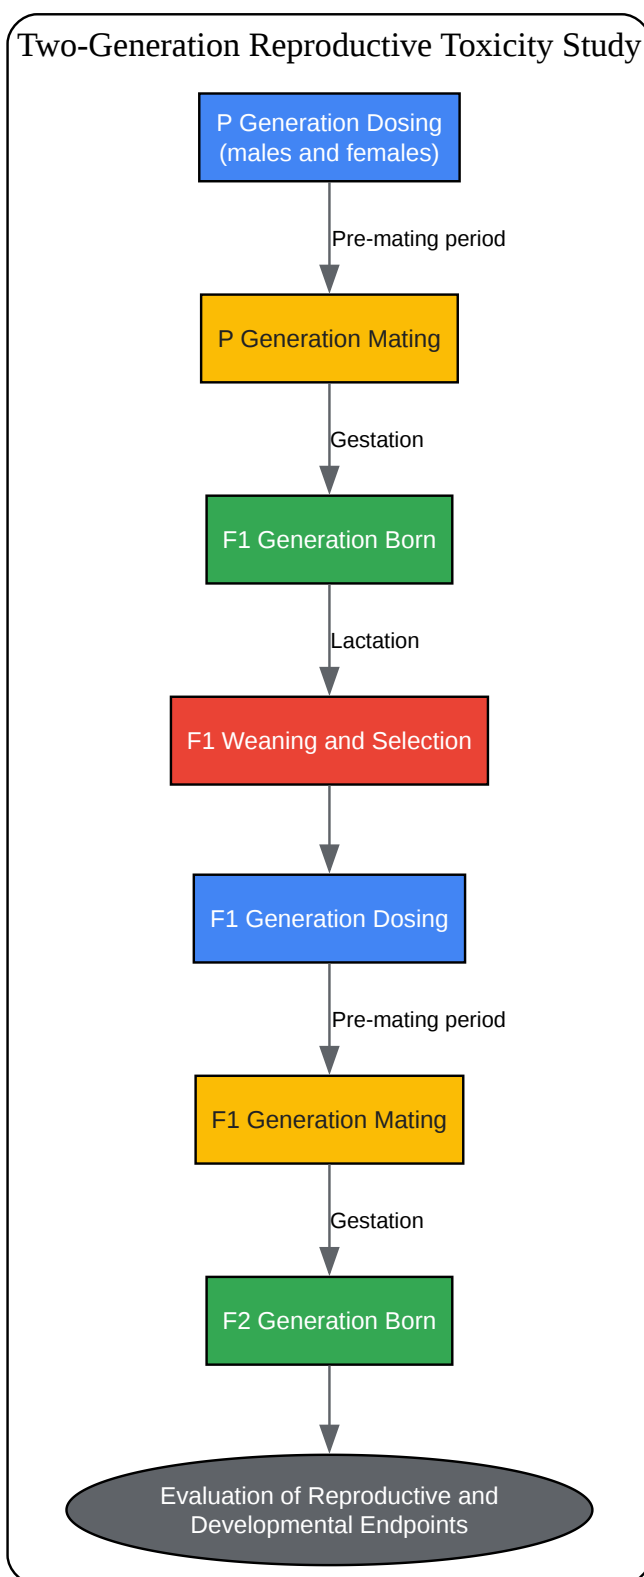 Two-Generation Reproductive Toxicity Study
P Generation Dosing
(males and females)
Pre-mating period
P Generation Mating
Gestation
F1 Generation Born
Lactation
F1 Weaning and Selection
F1 Generation Dosing
Pre-mating period
F1 Generation Mating
Gestation
F2 Generation Born
Evaluation of Reproductive and
Developmental Endpoints